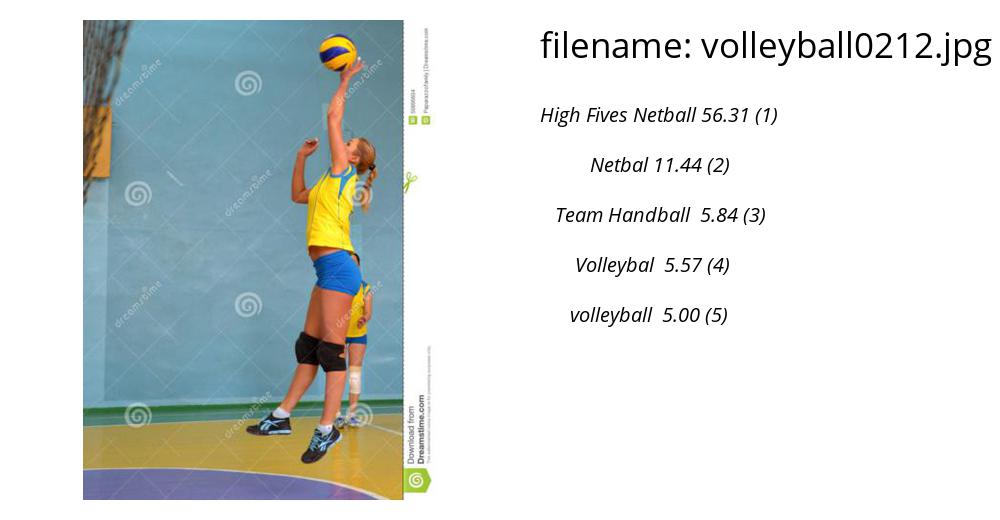 filename: volleyball0212.jpg
High Fives Netball 56.31 (1)
Netbal 11.44 (2)
Team Handball 5.84 (3)
Volleybal 5.57 (4)
volleyball 5.00 (5)
dreamstime
dreamstime
dreamstime
dreamstime
dreamstime
dreamstime
Download from
Dreamstime.com